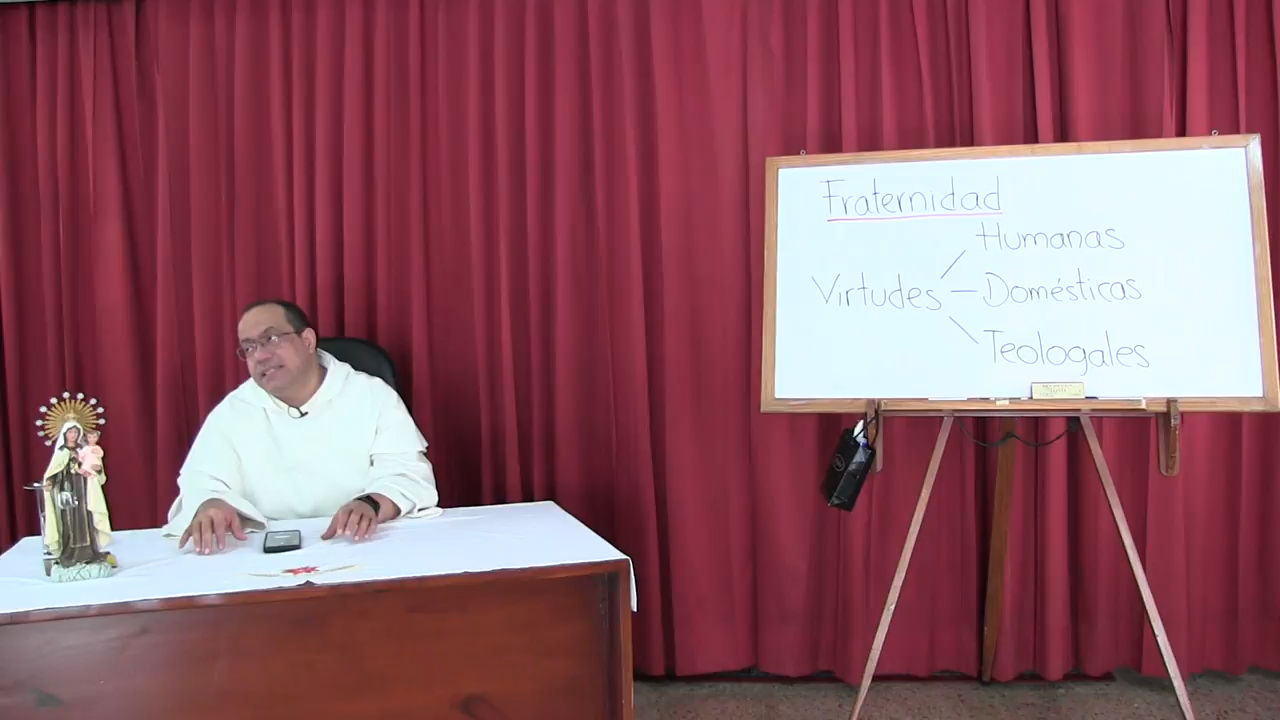 Fraternidad
Humanas
Virtudes — Domésticas
Teologales